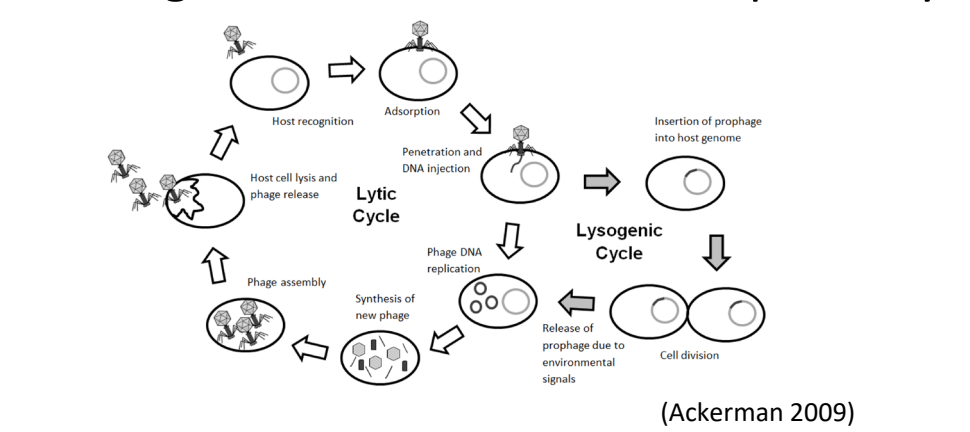 Host recognition
Adsorption
Penetration and
DNA injection
Insertion of prophage
into host genome
Host cell lysis and
phage release
Lytic
Cycle
Lysogenic
Cycle
Phage DNA
replication
Phage assembly
Synthesis of
new phage
Release of
prophage due to
environmental
signals
Cell division
(Ackerman 2009)